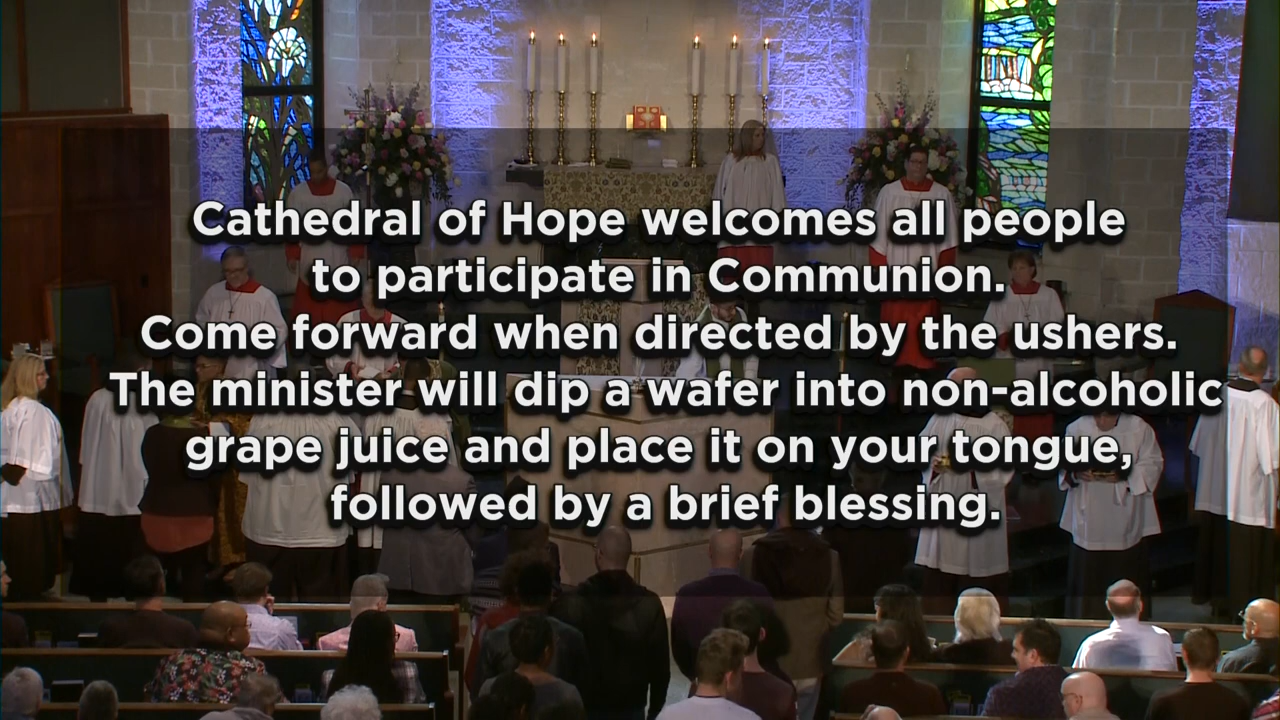 Cathedral of Hope welcomes all people
to participate in Communion.
Come forward when directed by the ushers.
The minister will dip a wafer into non-alcoholic
grape juice and place it on your tongue,
followed by a brief blessing.